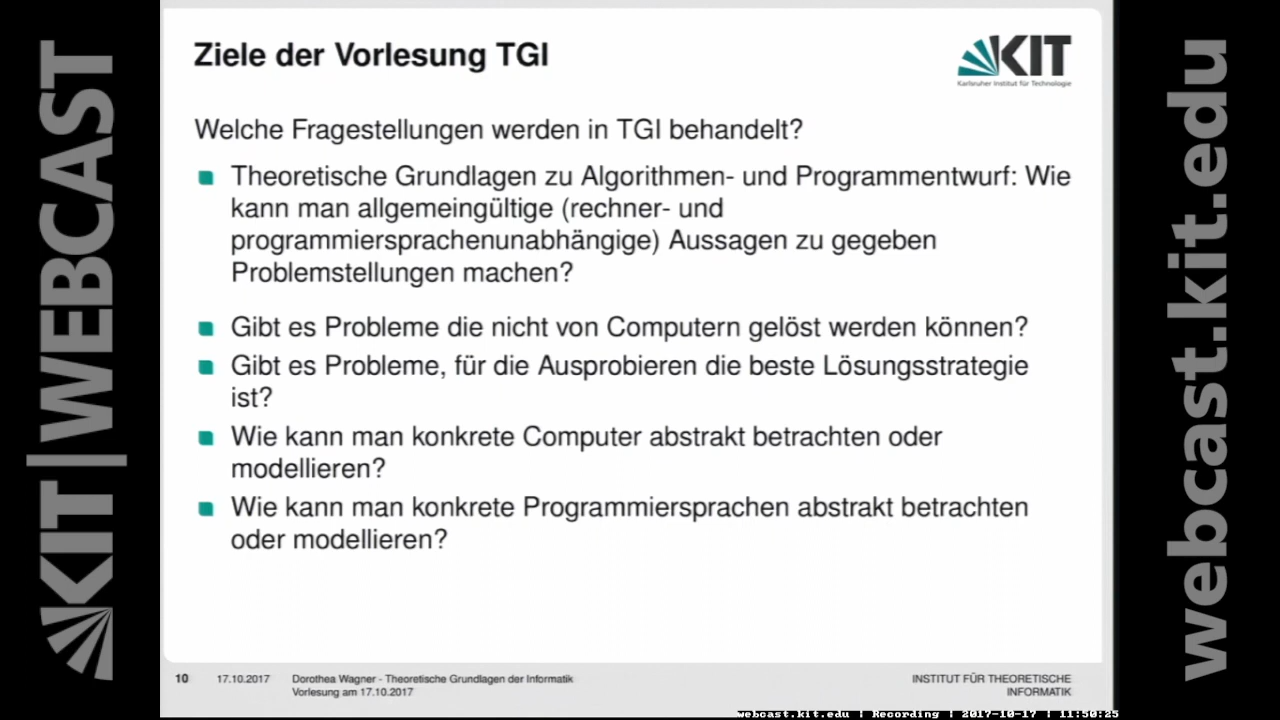 KIT | WEBCAST
Ziele der Vorlesung TGI
KIT
Karlsruher Institut für Technologie
Welche Fragestellungen werden in TGI behandelt?
Theoretische Grundlagen zu Algorithmen- und Programmentwurf: Wie
kann man allgemeingültige (rechner- und
programmiersprachenunabhängige) Aussagen zu gegeben
Problemstellungen machen?
Gibt es Probleme die nicht von Computern gelöst werden können?
Gibt es Probleme, für die Ausprobieren die beste Lösungsstrategie
ist?
Wie kann man konkrete Computer abstrakt betrachten oder
modellieren?
Wie kann man konkrete Programmiersprachen abstrakt betrachten
oder modellieren?
10 17.10.2017 Dorothea Wagner - Theoretische Grundlagen der Informatik
Vorlesung am 17.10.2017
INSTITUT FÜR THEORETISCHE
INFORMATIK
webcast.kit.edu | Recording | 2017-10-17 | 11:50:25
webcast.kit.edu